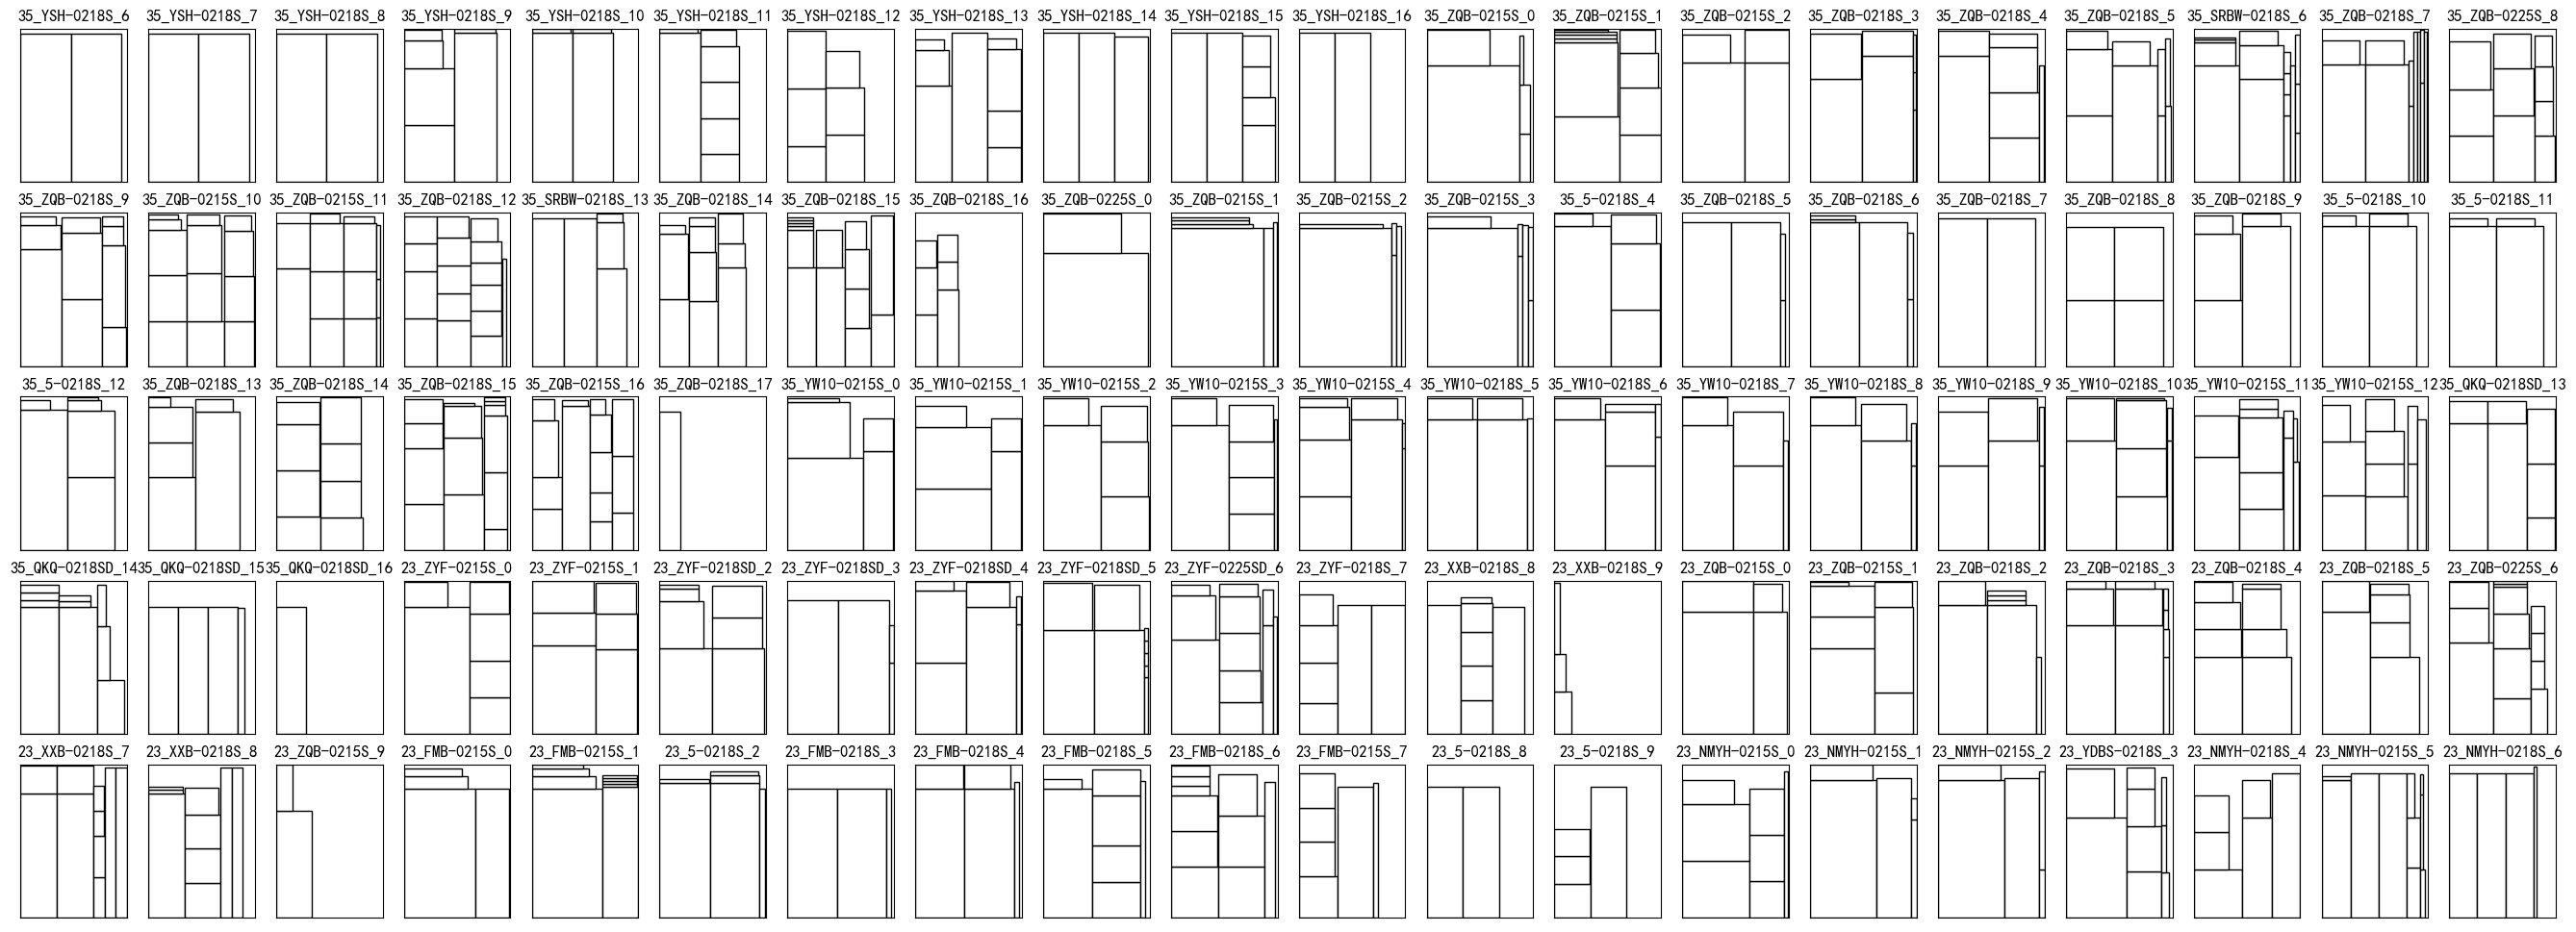 35_YSH-0218S_6 35_YSH-0218S_7 35_YSH-0218S_8 35_YSH-0218S_9 35_YSH-0218S_10 35_YSH-0218S_11 35_YSH-0218S_12 35_YSH-0218S_13 35_YSH-0218S_14 35_YSH-0218S_15 35_YSH-0218S_16 35_ZQB-0215S_0 35_ZQB-0215S_1 35_ZQB-0215S_2 35_ZQB-0218S_3 35_ZQB-0218S_4 35_ZQB-0218S_5 35_SRBW-0218S_6 35_ZQB-0218S_7 35_ZQB-0225S_8
35_ZQB-0218S_9 35_ZQB-0215S_10 35_ZQB-0215S_11 35_ZQB-0218S_12 35_SRBW-0218S_13 35_ZQB-0218S_14 35_ZQB-0218S_15 35_ZQB-0218S_16 35_ZQB-0225S_0 35_ZQB-0215S_1 35_ZQB-0215S_2 35_ZQB-0215S_3 35_5-0218S_4 35_ZQB-0218S_5 35_ZQB-0218S_6 35_ZQB-0218S_7 35_ZQB-0218S_8 35_ZQB-0218S_9 35_5-0218S_10 35_5-0218S_11
35_5-0218S_12 35_ZQB-0218S_13 35_ZQB-0218S_14 35_ZQB-0218S_15 35_ZQB-0215S_16 35_ZQB-0218S_17 35_YW10-0215S_0 35_YW10-0215S_1 35_YW10-0215S_2 35_YW10-0215S_3 35_YW10-0215S_4 35_YW10-0218S_5 35_YW10-0218S_6 35_YW10-0218S_7 35_YW10-0218S_8 35_YW10-0218S_9 35_YW10-0218S_10 35_YW10-0215S_11 35_YW10-0215S_12 35_QKQ-0218SD_13
35_QKQ-0218SD_14 35_QKQ-0218SD_15 35_QKQ-0218SD_16 23_ZYF-0215S_0 23_ZYF-0215S_1 23_ZYF-0218SD_2 23_ZYF-0218SD_3 23_ZYF-0218SD_4 23_ZYF-0218SD_5 23_ZYF-0225SD_6 23_ZYF-0218S_7 23_XXB-0218S_8 23_XXB-0218S_9 23_ZQB-0215S_0 23_ZQB-0215S_1 23_ZQB-0218S_2 23_ZQB-0218S_3 23_ZQB-0218S_4 23_ZQB-0218S_5 23_ZQB-0225S_6
23_XXB-0218S_7 23_XXB-0218S_8 23_ZQB-0215S_9 23_FMB-0215S_0 23_FMB-0215S_1 23_5-0218S_2 23_FMB-0218S_3 23_FMB-0218S_4 23_FMB-0218S_5 23_FMB-0218S_6 23_FMB-0215S_7 23_5-0218S_8 23_5-0218S_9 23_NMYH-0215S_0 23_NMYH-0215S_1 23_NMYH-0215S_2 23_YDBS-0218S_3 23_NMYH-0218S_4 23_NMYH-0215S_5 23_NMYH-0218S_6